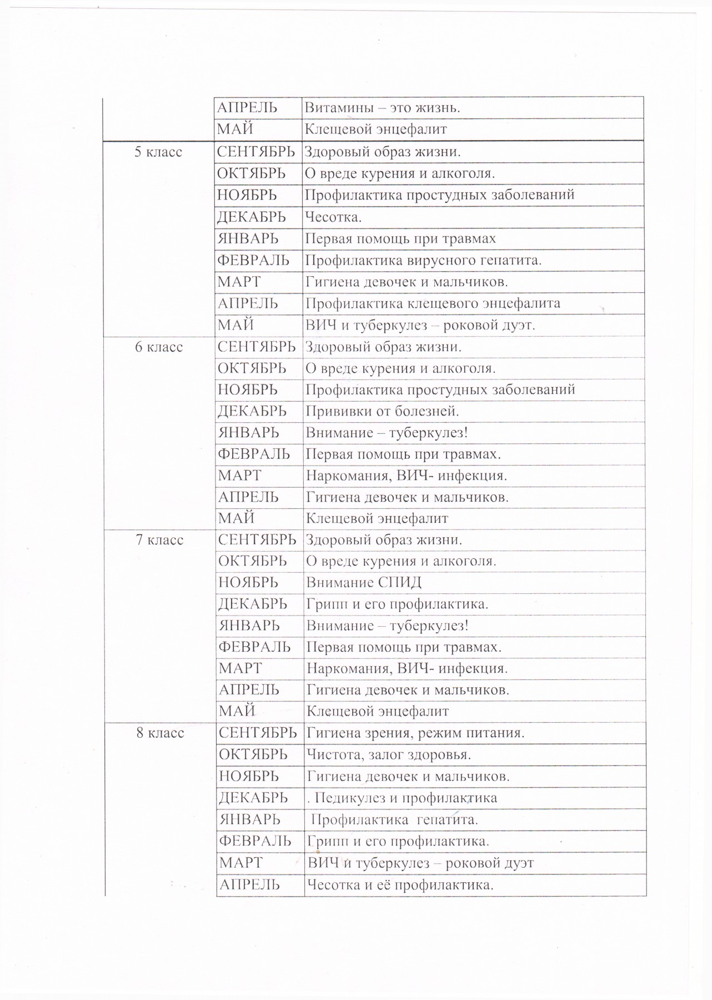 АПРЕЛЬ Витамины – это жизнь.
МАЙ Клещевой энцефалит
5 класс СЕНТЯБРЬ Здоровый образ жизни.
ОКТЯБРЬ О вреде курения и алкоголя.
НОЯБРЬ Профилактика простудных заболеваний
ДЕКАБРЬ Чесотка.
ЯНВАРЬ Первая помощь при травмах
ФЕВРАЛЬ Профилактика вирусного гепатита.
МАРТ Гигиена девочек и мальчиков.
АПРЕЛЬ Профилактика клещевого энцефалита
МАЙ ВИЧ и туберкулез – роковой дуэт.
6 класс СЕНТЯБРЬ Здоровый образ жизни.
ОКТЯБРЬ О вреде курения и алкоголя.
НОЯБРЬ Профилактика простудных заболеваний
ДЕКАБРЬ Прививки от болезней.
ЯНВАРЬ Внимание – туберкулез!
ФЕВРАЛЬ Первая помощь при травмах.
МАРТ Наркомания, ВИЧ- инфекция.
АПРЕЛЬ Гигиена девочек и мальчиков.
МАЙ Клещевой энцефалит
7 класс СЕНТЯБРЬ Здоровый образ жизни.
ОКТЯБРЬ О вреде курения и алкоголя.
НОЯБРЬ Внимание СПИД
ДЕКАБРЬ Грипп и его профилактика.
ЯНВАРЬ Внимание – туберкулез!
ФЕВРАЛЬ Первая помощь при травмах.
МАРТ Наркомания, ВИЧ- инфекция.
АПРЕЛЬ Гигиена девочек и мальчиков.
МАЙ Клещевой энцефалит
8 класс СЕНТЯБРЬ Гигиена зрения, режим питания.
ОКТЯБРЬ Чистота, залог здоровья.
НОЯБРЬ Гигиена девочек и мальчиков.
ДЕКАБРЬ . Педикулез и профилактика
ЯНВАРЬ Профилактика гепатита.
ФЕВРАЛЬ Грипп и его профилактика.
МАРТ ВИЧ и туберкулез – роковой дуэт
АПРЕЛЬ Чесотка и её профилактика.